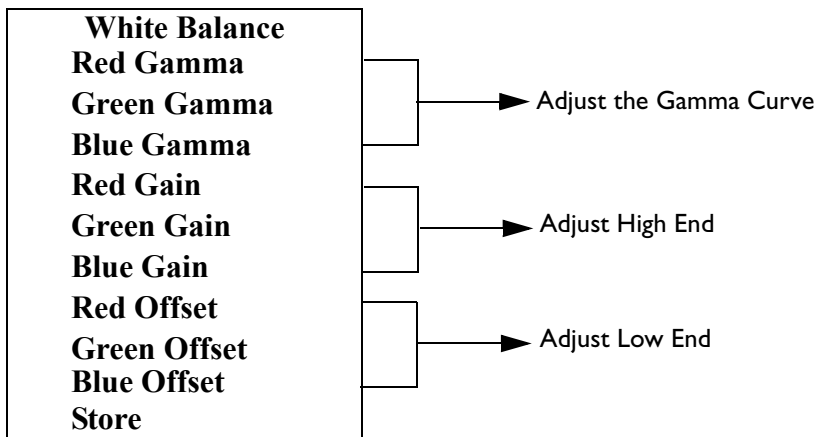 White Balance
Red Gamma
Green Gamma
Blue Gamma
Red Gain
Green Gain
Blue Gain
Red Offset
Green Offset
Blue Offset
Store
Adjust the Gamma Curve
Adjust High End
Adjust Low End